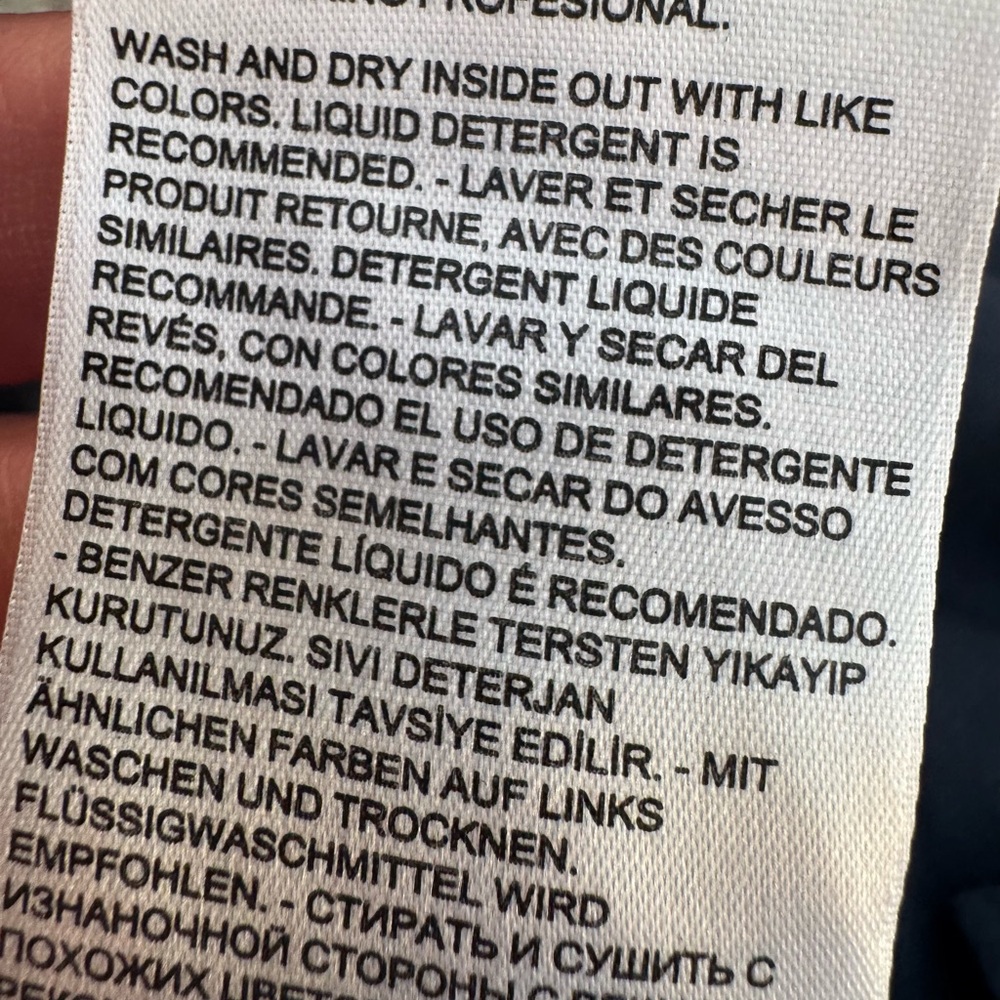 PROFESIONAL.
WASH AND DRY INSIDE OUT WITH LIKE
COLORS. LIQUID DETERGENT IS
RECOMMENDED. - LAVER ET SECHER LE
PRODUIT RETOURNE, AVEC DES COULEURS
SIMILAIRES. DETERGENT LIQUIDE
RECOMMANDE. - LAVAR Y SECAR DEL
REVÉS, CON COLORES SIMILARES.
RECOMENDADO EL USO DE DETERGENTE
LIQUIDO. - LAVAR E SECAR DO AVESSO
COM CORES SEMELHANTES.
DETERGENTE LÍQUIDO É RECOMENDADO.
- BENZER RENKLERLE TERSTEN YIKAYIP
KURUTUNUZ. SIVI DETERJAN
KULLANILMASI TAVSİYE EDİLİR. - MIT
ÄHNLICHEN FARBEN AUF LINKS
WASCHEN UND TROCKNEN.
FLÜSSIGWASCHMITTEL WIRD
EMPFOHLEN. - СТИРАТЬ И СУШИТЬ С
ИЗНАНОЧНОЙ СТОРОНЫ С
ПОХОЖИХ